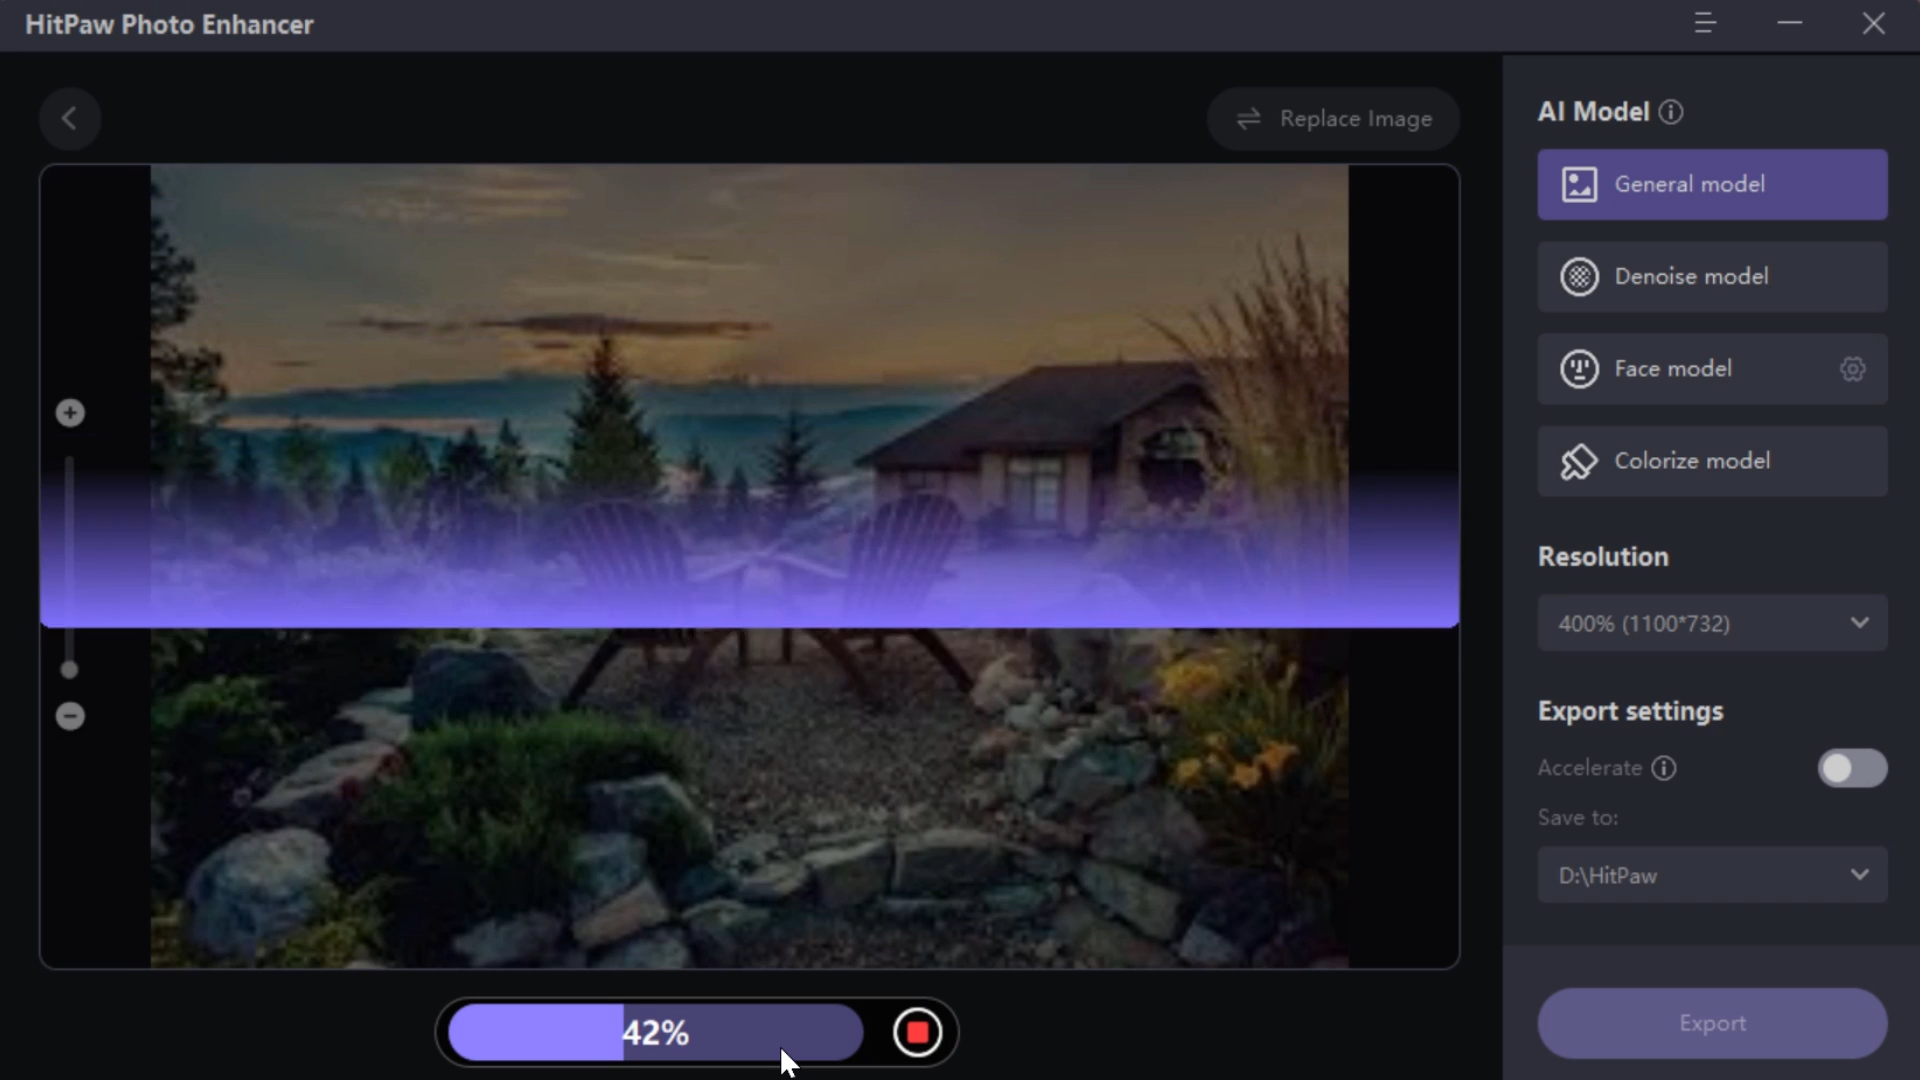 HitPaw Photo Enhancer
Replace Image
AI Model
General model
Denoise model
Face model
Colorize model
Resolution
400% (1100*732)
Export settings
Accelerate
Save to:
D:\HitPaw
42%
Export